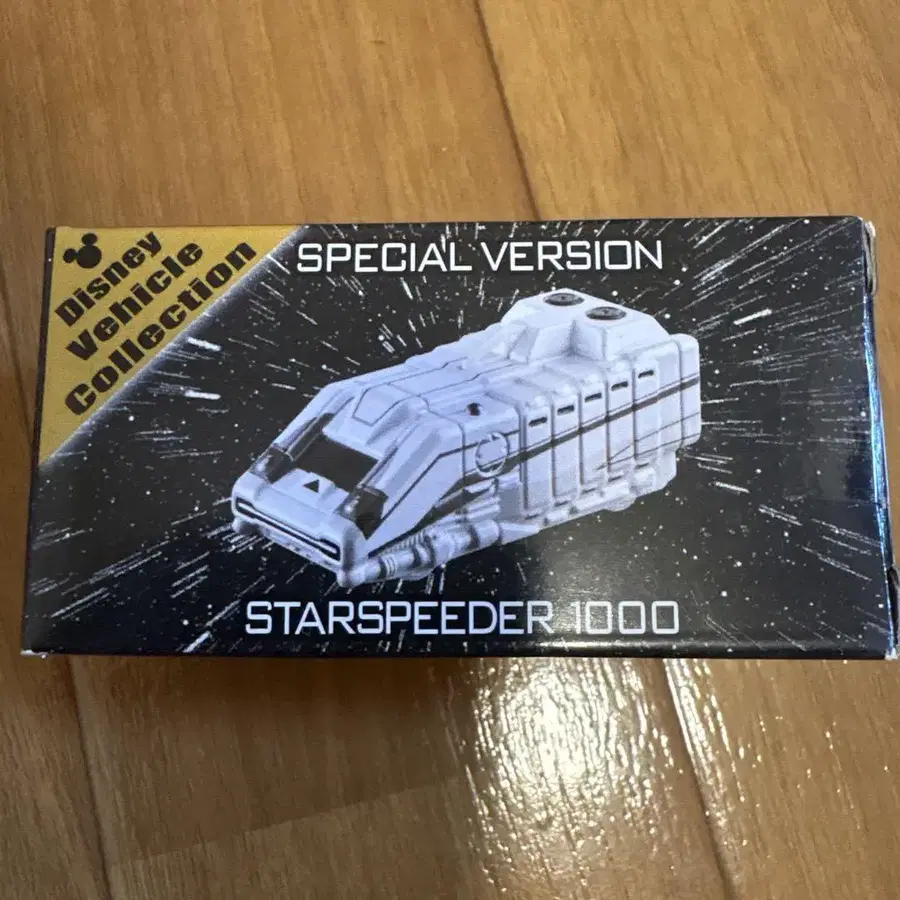 Disney
Vehicle
Collection
SPECIAL VERSION
STARSPEEDER 1000